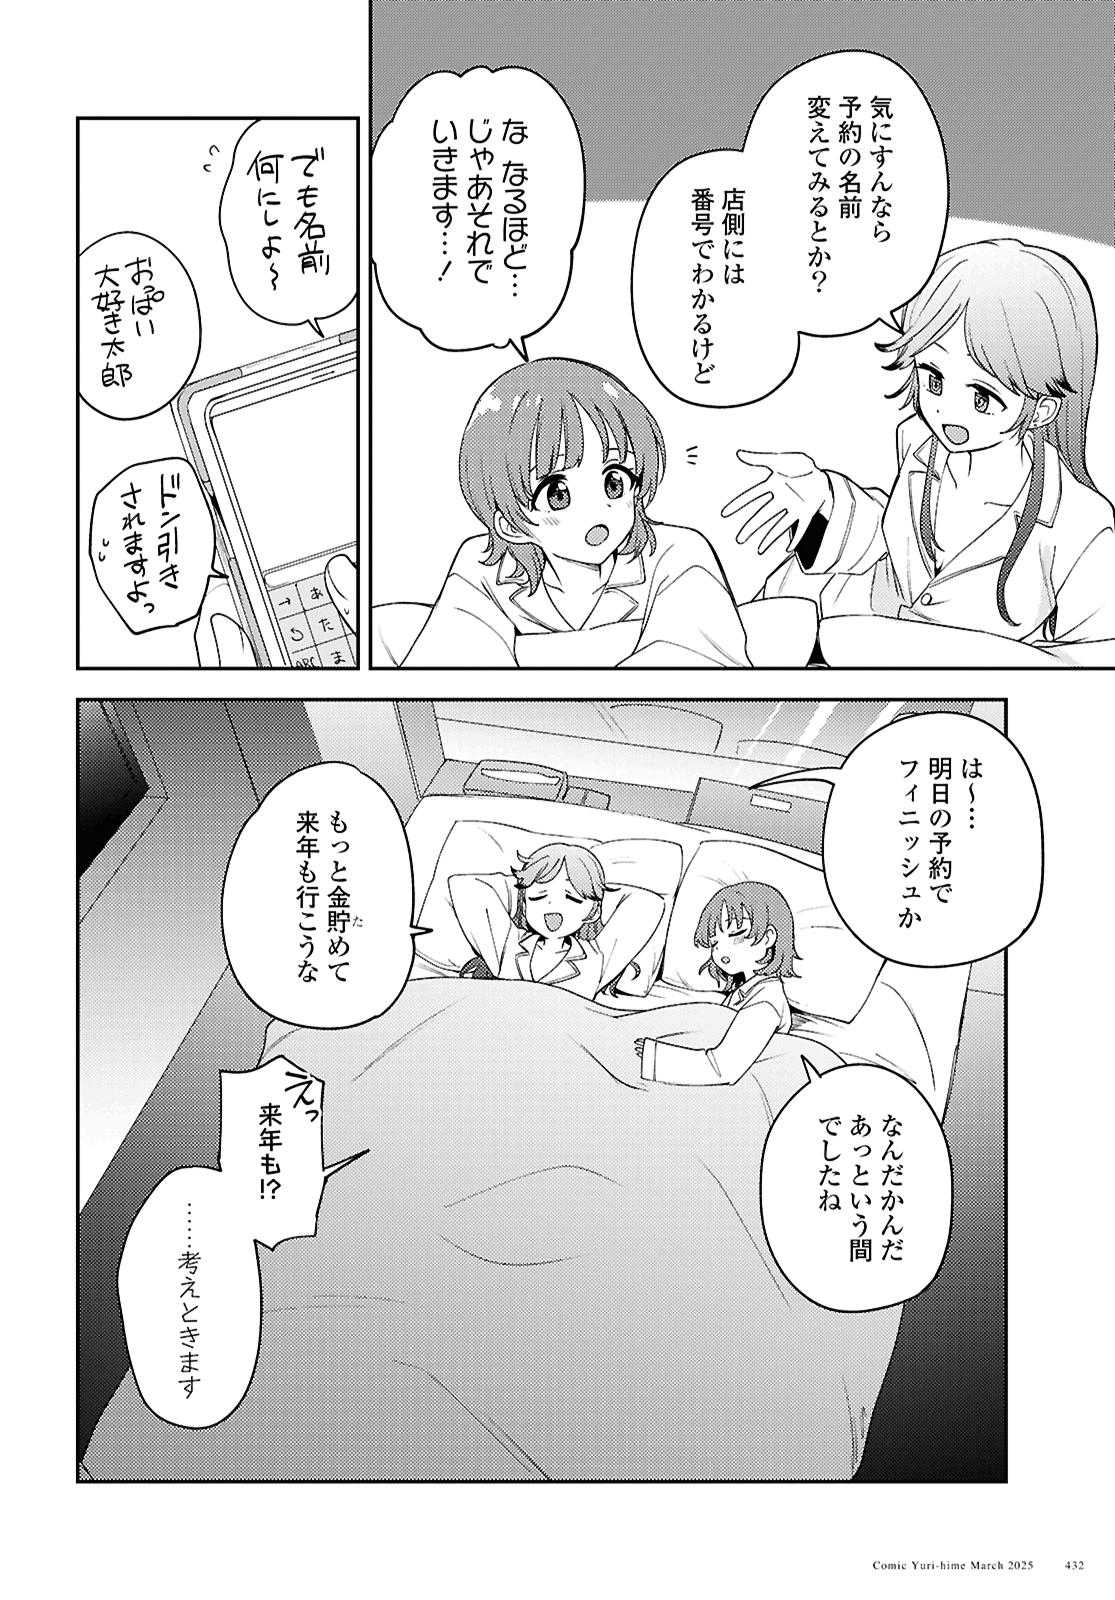 気にすんなら
予約の名前
変えてみるとか?
店側には
番号でわかるけど
な なるほど…
じゃあそれで
いきます…!
でも名前
何にしよ〜
おっぱい
大好き太郎
ドン引き
されますよっ
→
あ
た
ABC
ま
は〜…
明日の予約で
フィニッシュか
もっと金貯めて
た
来年も行こうな
なんだかんだ
あっという間
でしたね
えっ
来年も!?
……考えときます
Comic Yuri-hime March 2025 432